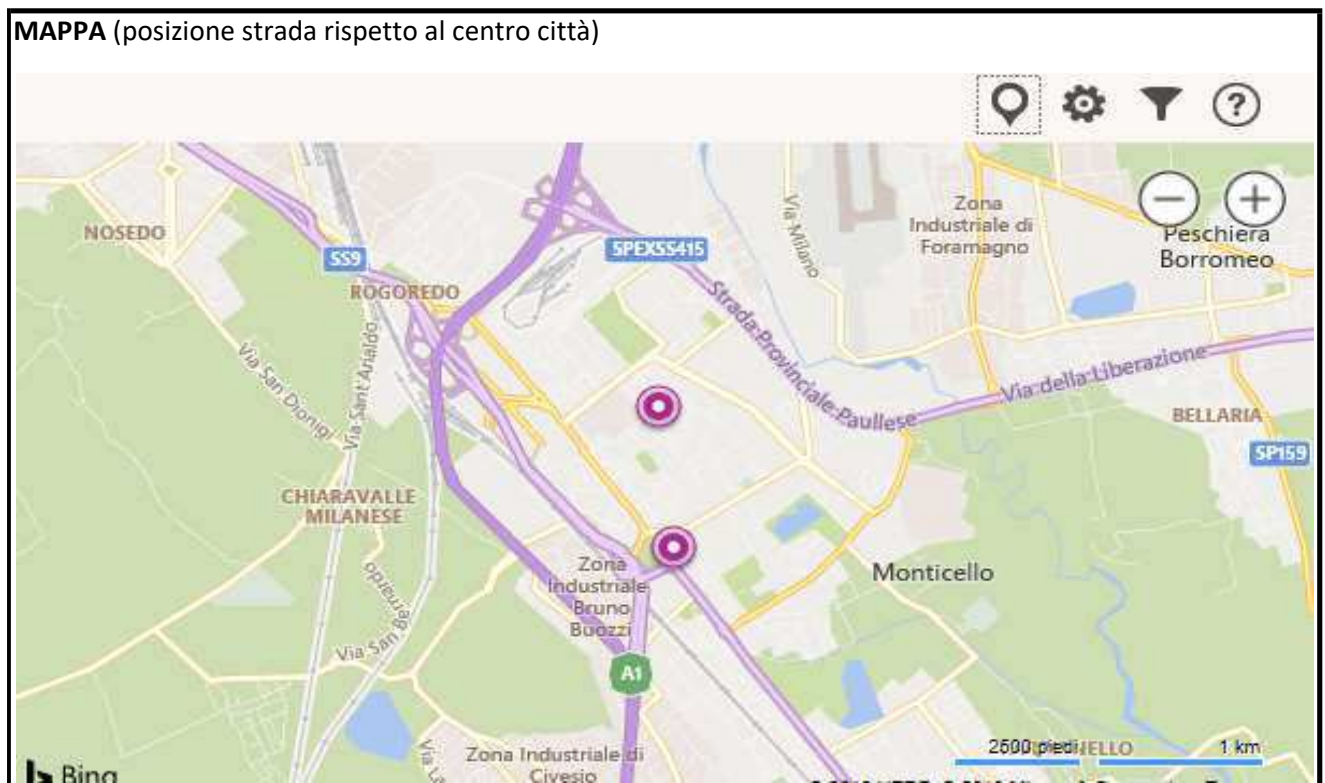 MAPPA (posizione strada rispetto al centro città)
?
Zona
Industriale di
Foramagno
Peschiera
Borromeo
NOSEDO
SS9
SPEXSS415
Via Milano
ROGOREDO
Strada Provinciale Paullese
Via Sant'Arialdo
Via San Dionigi
Via della Liberazione
BELLARIA
SP159
CHIARAVALLE
MILANESE
Zona
Industriale
Bruno
Buozzi
Monticello
Via San Bernardo
A1
Zona Industriale di
Civesio
2500 piedi
1 km
Bing